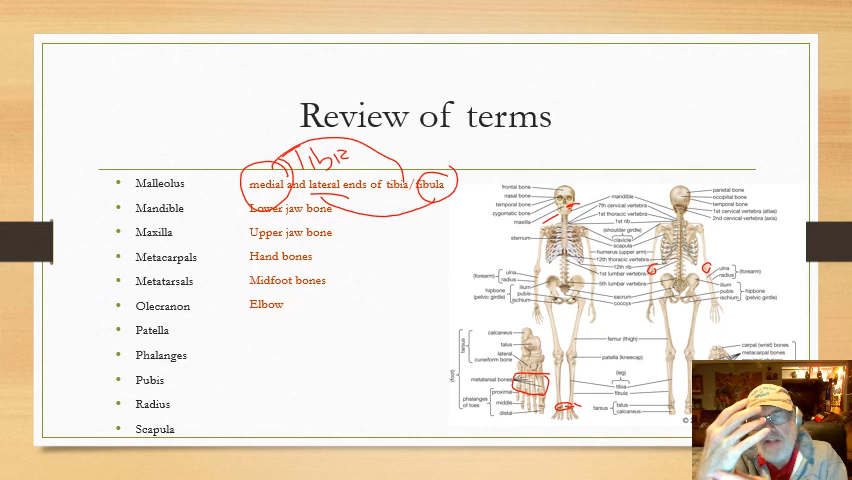 Review of terms
Tibia
Malleolus medial and lateral ends of tibia/fibula
Mandible Lower jaw bone
Maxilla Upper jaw bone
Metacarpals Hand bones
Metatarsals Midfoot bones
Olecranon Elbow
Patella
Phalanges
Pubis
Radius
Scapula
frontal bone
nasal bone
temporal bone
zygomatic bone
maxilla
sternum
(forearm) ulna
radius
hipbone
(pelvic girdle)
ilium
pubis
ischium
mandible
7th cervical vertebra
1st thoracic vertebra
1st rib
(shoulder girdle)
clavicle
scapula
humerus (upper arm)
12th thoracic vertebra
12th rib
1st lumbar vertebra
5th lumbar vertebra
sacrum
coccyx
femur (thigh)
patella (kneecap)
(leg)
tibia
fibula
tarsus talus
calcaneus
parietal bone
occipital bone
temporal bone
1st cervical vertebra (atlas)
2nd cervical vertebra (axis)
ulna
radius (forearm)
ilium
pubis
ischium
hipbone
(pelvic girdle)
calcaneus
talus
lateral
cuneiform bone
tarsus
(foot)
metatarsal bones
phalanges
of toes
proximal
middle
distal
carpal (wrist) bones
metacarpal bones
©